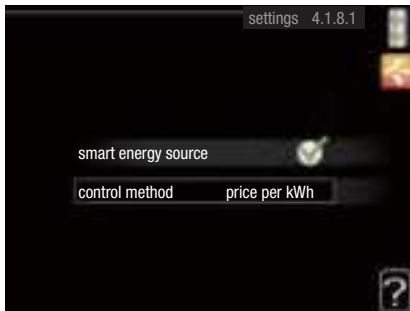 settings 4.1.8.1
smart energy source
control method price per kWh
?